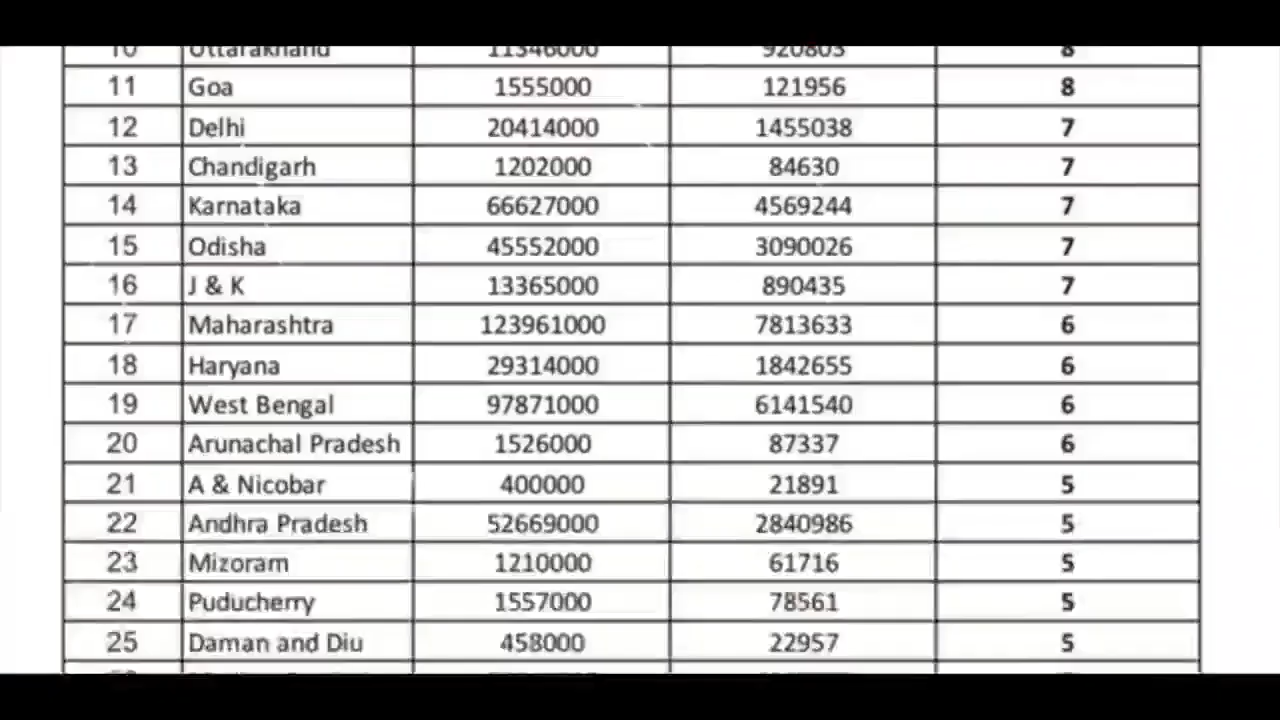 10 Uttarakhand 11346000 920803 8
11 Goa 1555000 121956 8
12 Delhi 20414000 1455038 7
13 Chandigarh 1202000 84630 7
14 Karnataka 66627000 4569244 7
15 Odisha 45552000 3090026 7
16 J & K 13365000 890435 7
17 Maharashtra 123961000 7813633 6
18 Haryana 29314000 1842655 6
19 West Bengal 97871000 6141540 6
20 Arunachal Pradesh 1526000 87337 6
21 A & Nicobar 400000 21891 5
22 Andhra Pradesh 52669000 2840986 5
23 Mizoram 1210000 61716 5
24 Puducherry 1557000 78561 5
25 Daman and Diu 458000 22957 5